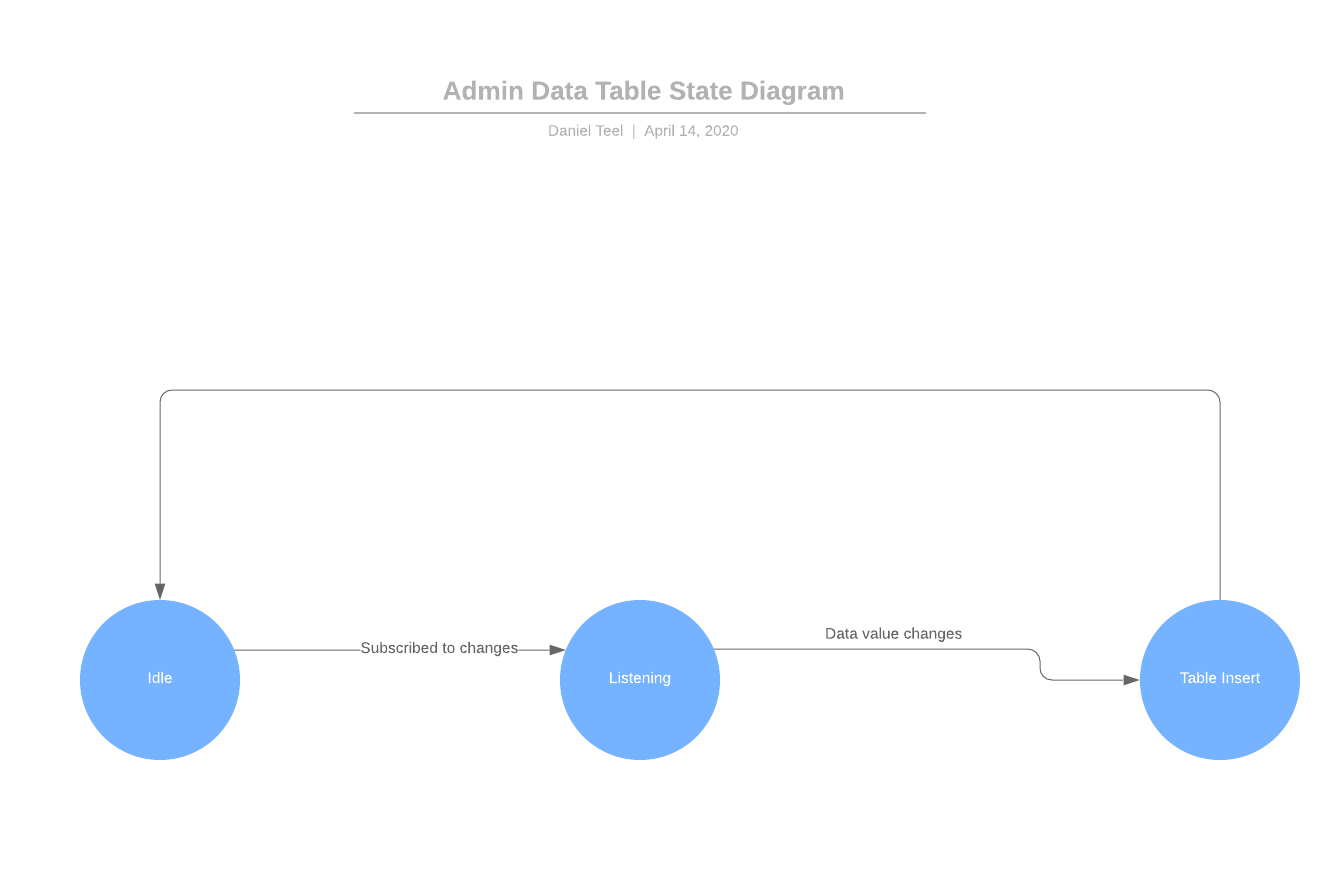 Admin Data Table State Diagram
Daniel Teel | April 14, 2020
Data value changes
Subscribed to changes
Idle
Listening
Table Insert